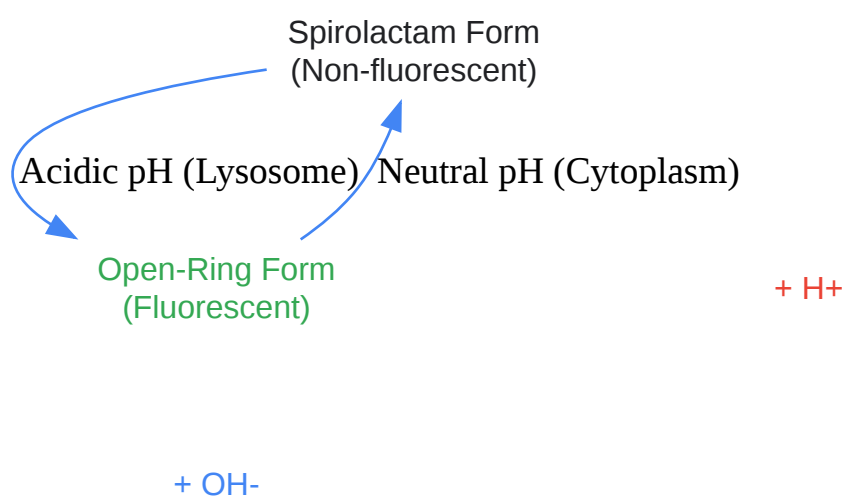 Spirolactam Form
(Non-fluorescent)
Acidic pH (Lysosome)
Neutral pH (Cytoplasm)
Open-Ring Form
(Fluorescent)
+ H+
+ OH-